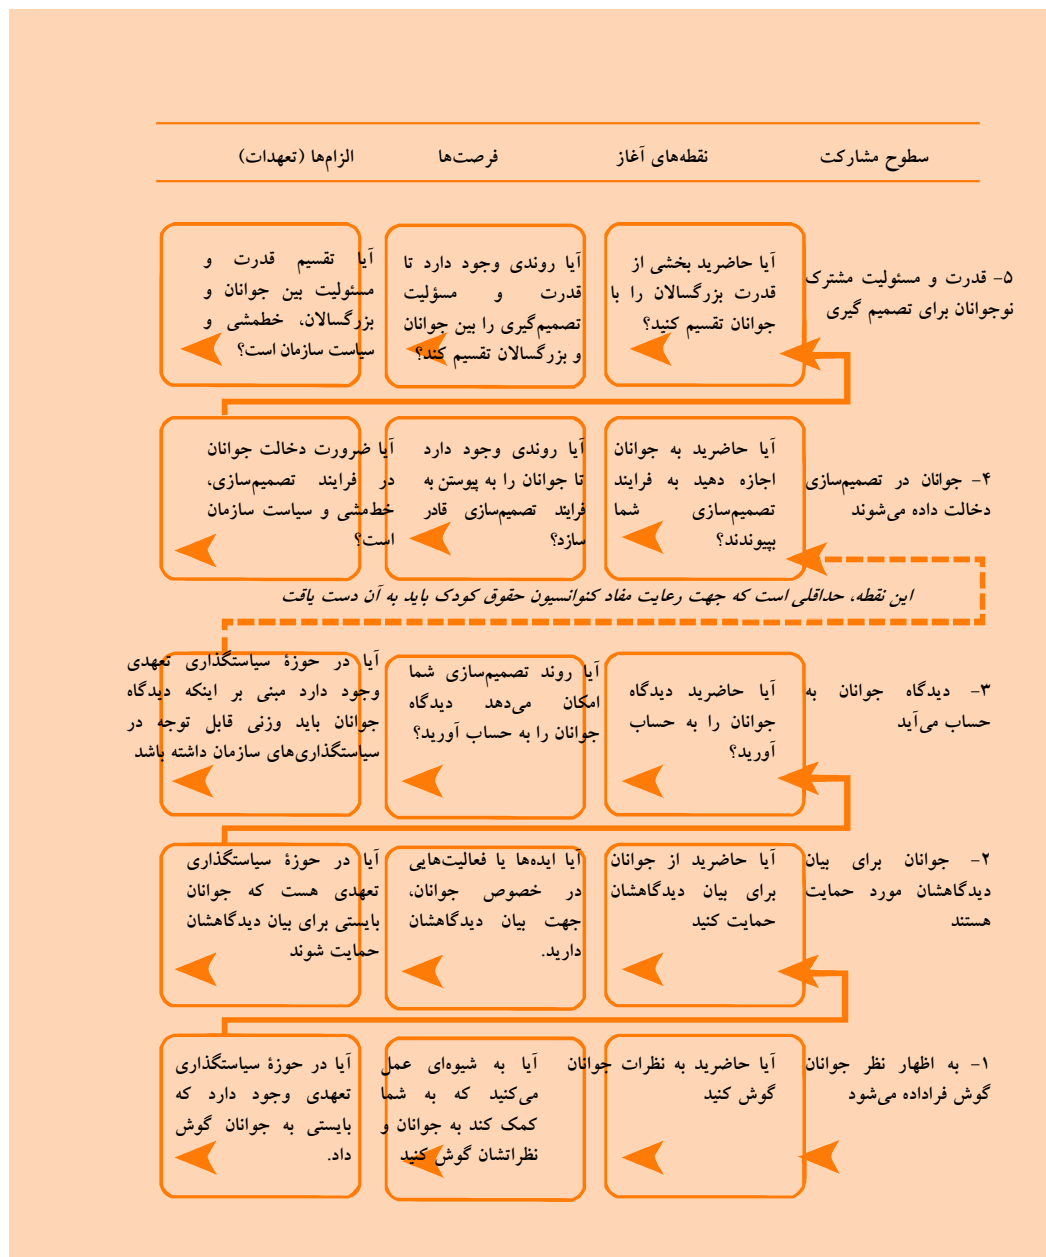 سطوح مشارکت
نقطه‌های آغاز
فرصت‌ها
الزام‌ها (تعهدات)
۵- قدرت و مسئولیت مشترک
نوجوانان برای تصمیم گیری
آیا حاضرید بخشی از
قدرت بزرگسالان را با
جوانان تقسیم کنید؟
آیا روندی وجود دارد تا
قدرت و مسؤلیت
تصمیم‌گیری را بین جوانان
و بزرگسالان تقسیم کند؟
آیا تقسیم قدرت و
مسئولیت بین جوانان و
بزرگسالان، خطمشی و
سیاست سازمان است؟
۴- جوانان در تصمیم‌سازی
دخالت داده می‌شوند
آیا حاضرید به جوانان
اجازه دهید به فرایند
تصمیم‌سازی شما
بپیوندند؟
آیا روندی وجود دارد
تا جوانان را به پیوستن به
فرایند تصمیم‌سازی قادر
سازد؟
آیا ضرورت دخالت جوانان
در فرایند تصمیم‌سازی،
خط‌مشی و سیاست سازمان
است؟
این نقطه، حداقلی است که جهت رعایت مفاد کنوانسیون حقوق کودک باید به آن دست یافت
۳- دیدگاه جوانان به
حساب می‌آید
آیا حاضرید دیدگاه
جوانان را به حساب
آورید؟
آیا روند تصمیم‌سازی شما
امکان می‌دهد دیدگاه
جوانان را به حساب آورید؟
آیا در حوزهٔ سیاستگذاری تعهدی
وجود دارد مبنی بر اینکه دیدگاه
جوانان باید وزنی قابل توجه در
سیاستگذاری‌های سازمان داشته باشد
۲- جوانان برای بیان
دیدگاهشان مورد حمایت
هستند
آیا حاضرید از جوانان
برای بیان دیدگاهشان
حمایت کنید
آیا ایده‌ها یا فعالیت‌هایی
در خصوص جوانان،
جهت بیان دیدگاهشان
دارید.
آیا در حوزهٔ سیاستگذاری
تعهدی هست که جوانان
بایستی برای بیان دیدگاهشان
حمایت شوند
۱- به اظهار نظر جوانان
گوش فراداده می‌شود
آیا حاضرید به نظرات جوانان
گوش کنید
آیا به شیوه‌ای عمل
می‌کنید که به شما
کمک کند به جوانان و
نظراتشان گوش کنید
آیا در حوزهٔ سیاستگذاری
تعهدی وجود دارد که
بایستی به جوانان گوش
داد.